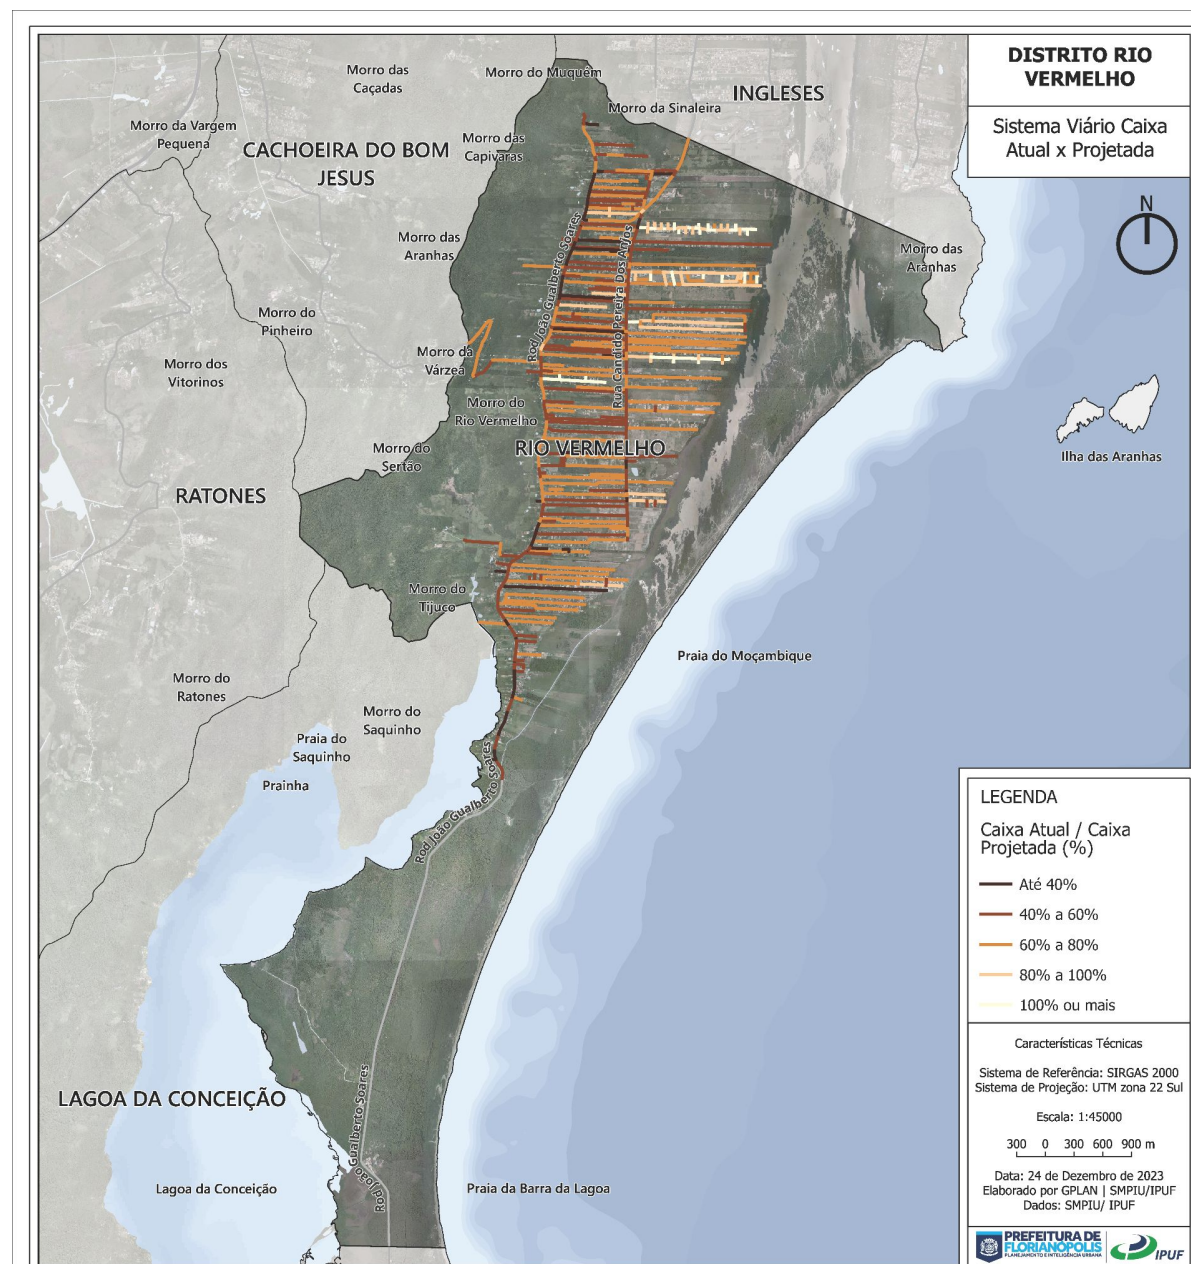 DISTRITO RIO
VERMELHO
Sistema Viário Caixa
Atual x Projetada
N
Morro das
Caçadas
Morro do Muquém
INGLESES
Morro da Sinaleira
Morro da Vargem
Pequena
CACHOEIRA DO BOM
JESUS
Morro das
Capivaras
Morro das
Aranhas
Morro das
Aranhas
Rod João Gualberto Soares
Rua Candido Pereira Dos Anjos
Morro do
Pinheiro
Morro dos
Vitorinos
Morro da
Várzea
Morro do
Rio Vermelho
RIO VERMELHO
Morro do
Sertão
Ilha das Aranhas
RATONES
Morro do
Tijuco
Praia do Moçambique
Morro do
Ratones
Morro do
Saquinho
Praia do
Saquinho
Prainha
Rod João Gualberto Soares
LAGOA DA CONCEIÇÃO
Rod João Gualberto Soares
Lagoa da Conceição
Praia da Barra da Lagoa
LEGENDA
Caixa Atual / Caixa
Projetada (%)
Até 40%
40% a 60%
60% a 80%
80% a 100%
100% ou mais
Características Técnicas
Sistema de Referência: SIRGAS 2000
Sistema de Projeção: UTM zona 22 Sul
Escala: 1:45000
300 0 300 600 900 m
Data: 24 de Dezembro de 2023
Elaborado por GPLAN | SMPIU/IPUF
Dados: SMPIU/ IPUF
PREFEITURA DE
FLORIANÓPOLIS
PLANEJAMENTO E INTELIGÊNCIA URBANA
IPUF